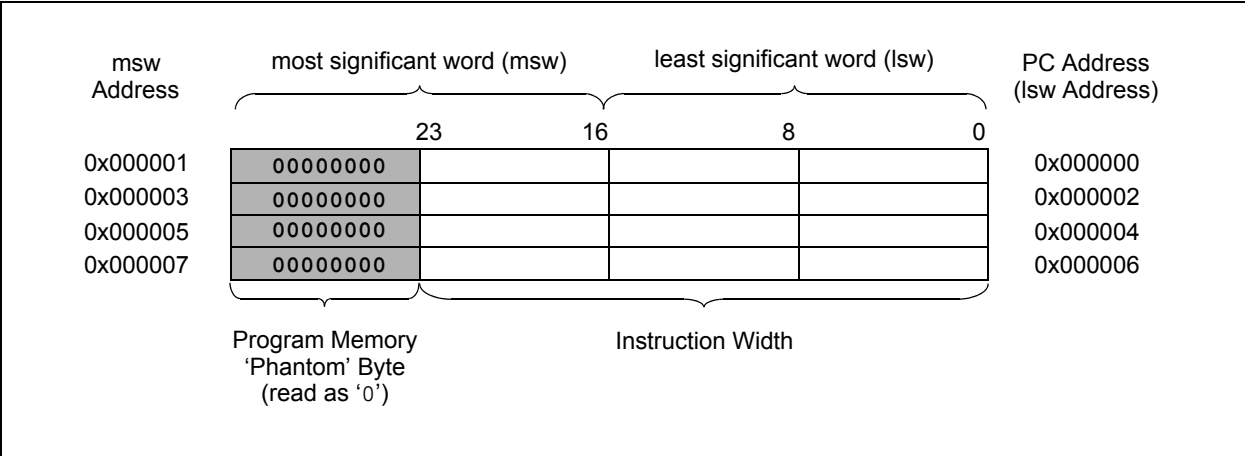 msw
Address
most significant word (msw)
least significant word (lsw)
PC Address
(lsw Address)
23 16 8 0
0x000001 00000000 0x000000
0x000003 00000000 0x000002
0x000005 00000000 0x000004
0x000007 00000000 0x000006
Program Memory
‘Phantom’ Byte
(read as ‘0’)
Instruction Width